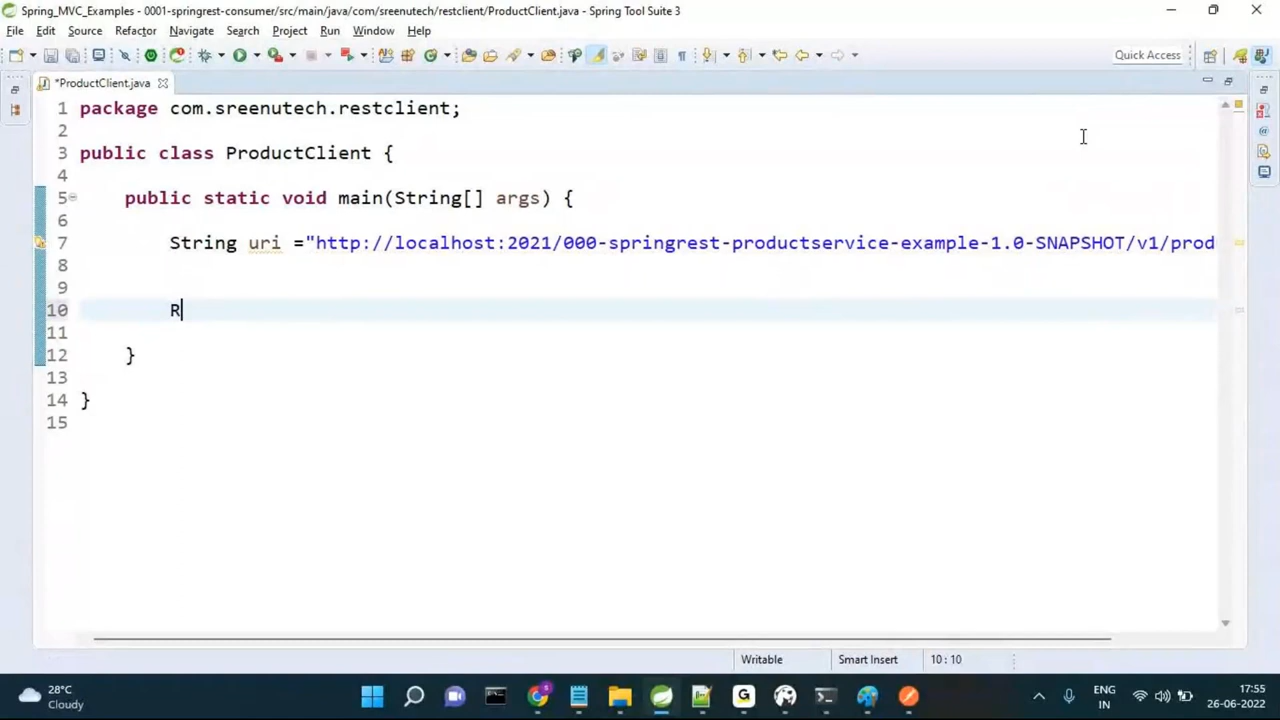 Spring_MVC_Examples - 0001-springrest-consumer/src/main/java/com/sreenutech/restclient/ProductClient.java - Spring Tool Suite 3
File Edit Source Refactor Navigate Search Project Run Window Help
Quick Access
*ProductClient.java
1 package com.sreenutech.restclient;
2
3 public class ProductClient {
4
5 public static void main(String[] args) {
6
7 String uri ="http://localhost:2021/000-springrest-productservice-example-1.0-SNAPSHOT/v1/prod
8
9
10 R
11
12 }
13
14 }
15
Writable Smart Insert 10 : 10
28°C
Cloudy
ENG
IN
17:55
26-06-2022